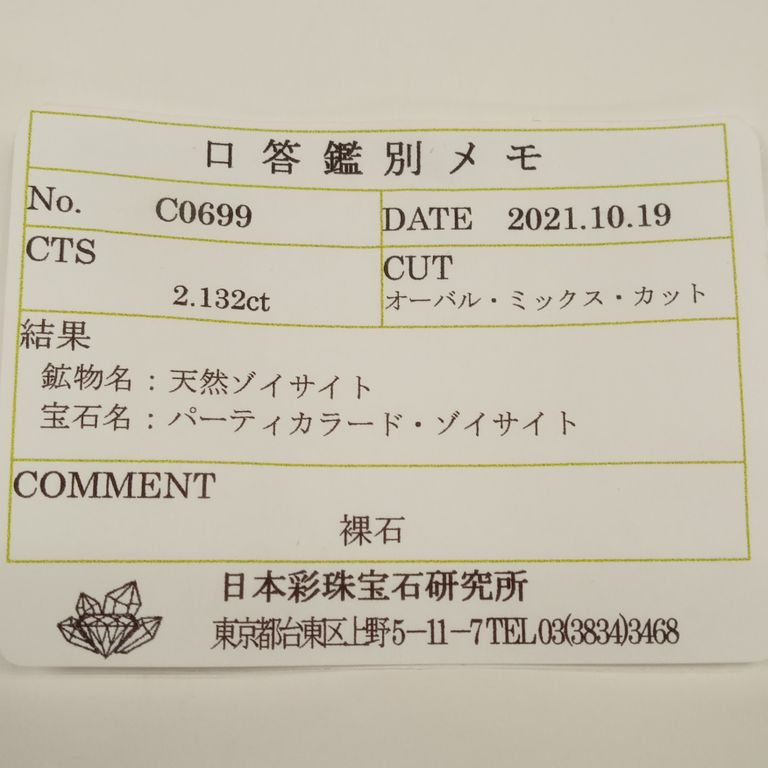 口答鑑別メモ
No. C0699 DATE 2021.10.19
CTS CUT
2.132ct オーバル・ミックス・カット
結果
鉱物名：天然ゾイサイト
宝石名：パーティカラード・ゾイサイト
COMMENT
裸石
日本彩珠宝石研究所
東京都台東区上野5－11－7 TEL 03(3834)3468